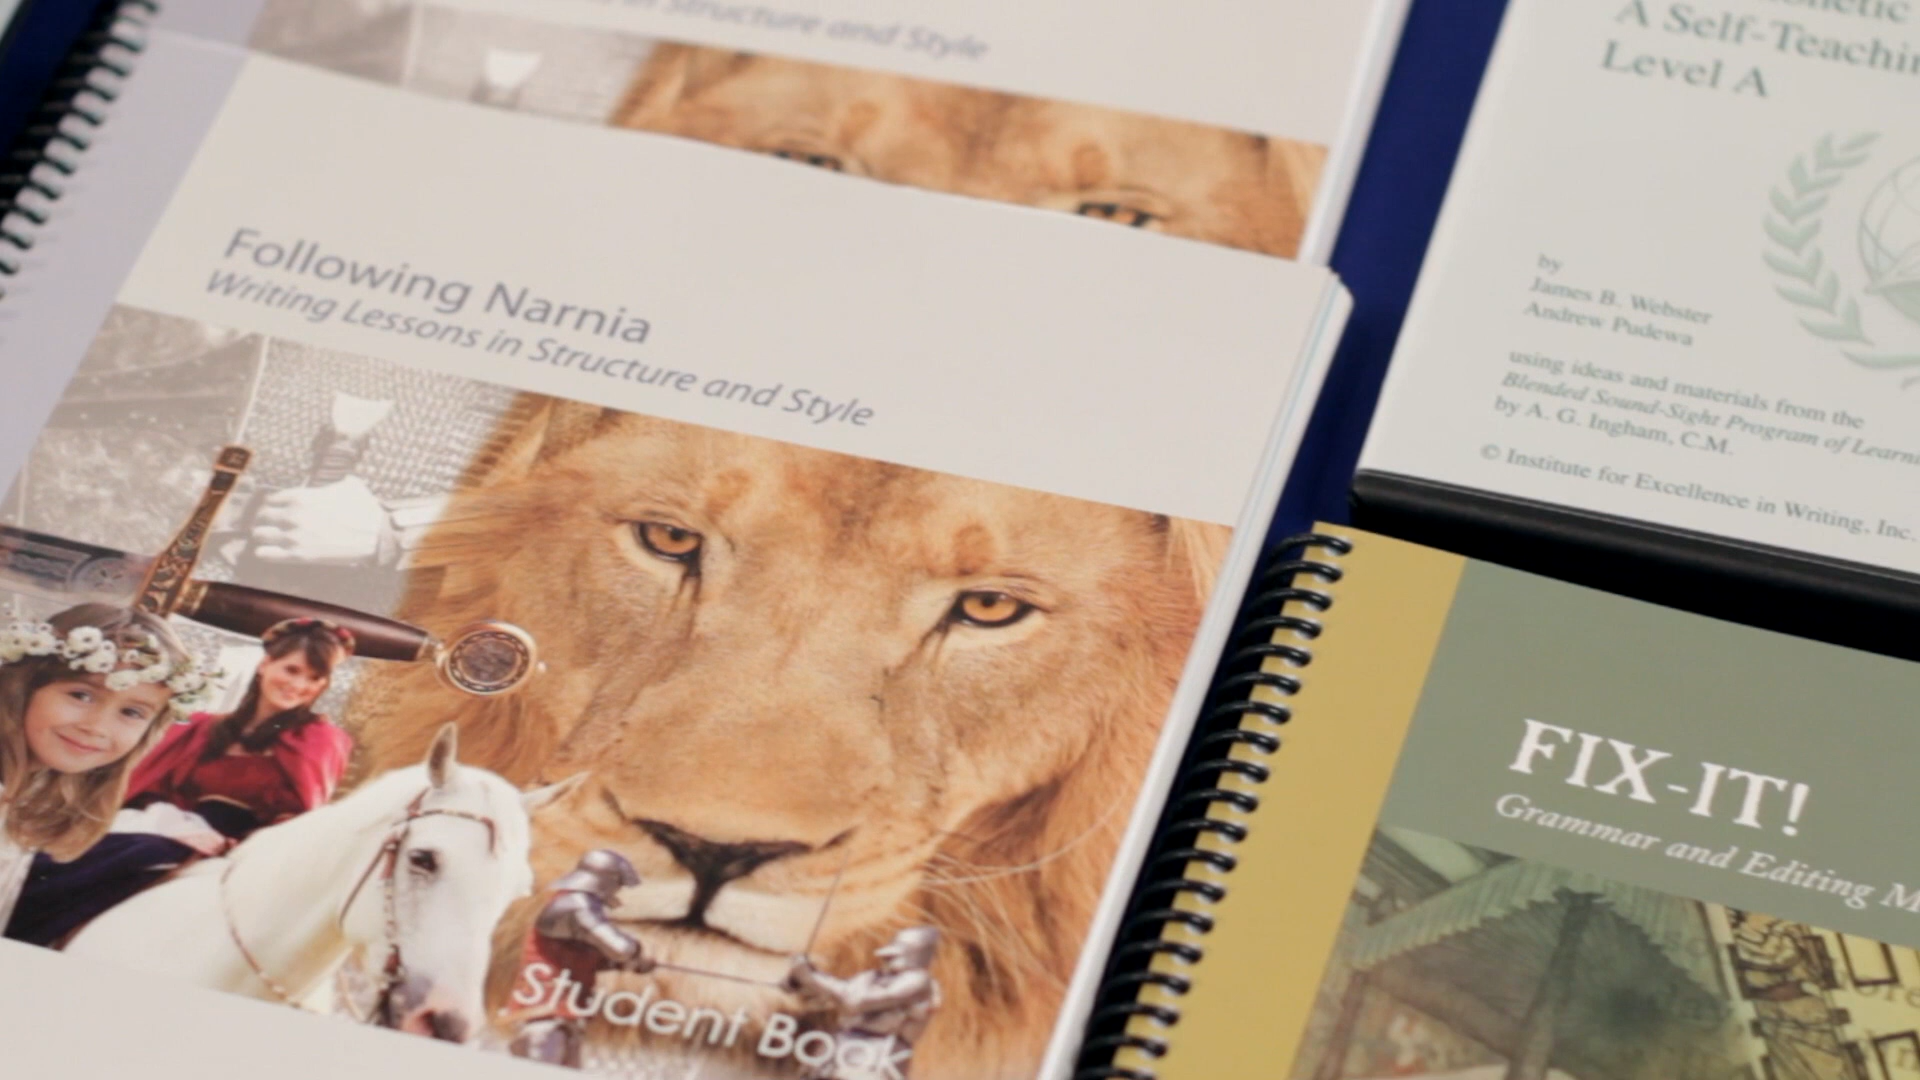 in Structure and Style
Following Narnia
Writing Lessons in Structure and Style
Student Book
A Self-Teaching
Level A
by
James B. Webster
Andrew Pudewa
using ideas and materials from the
Blended Sound-Sight Program of Learni
by A. G. Ingham, C.M.
© Institute for Excellence in Writing, Inc.
FIX-IT!
Grammar and Editing M